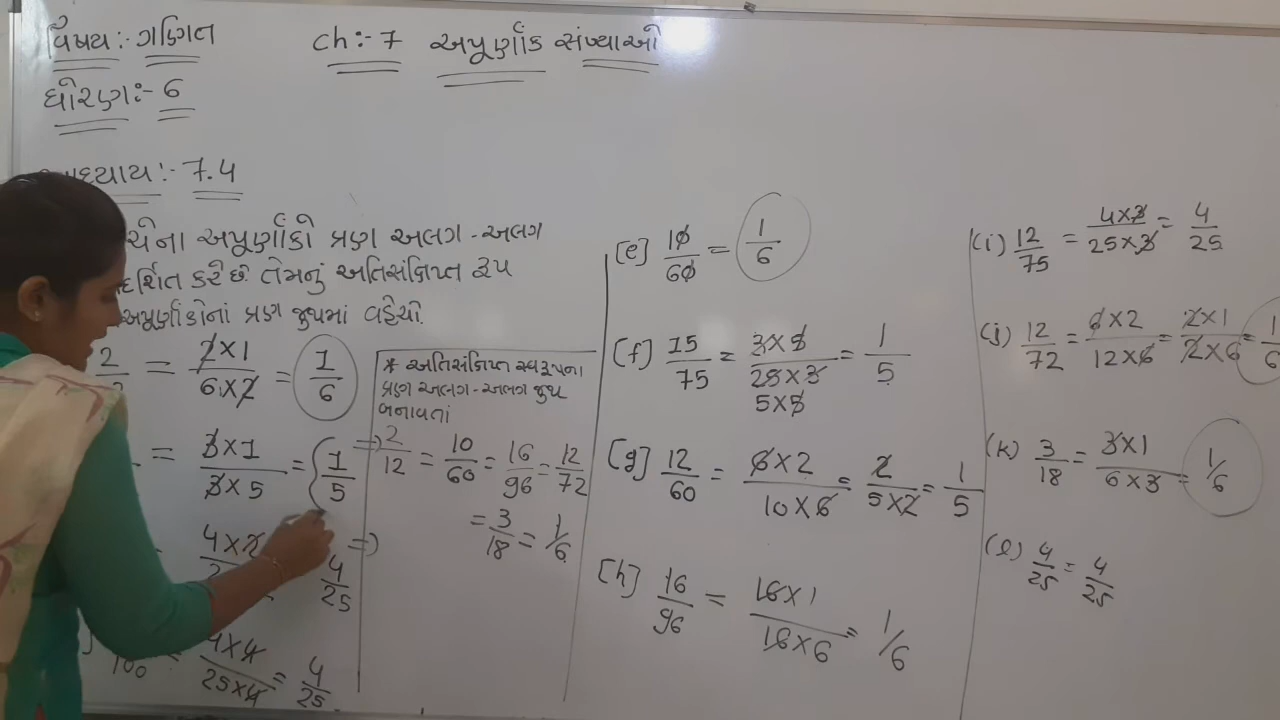 વિષય:- ગણિત
ch:- 7 અપૂર્ણાંક સંખ્યાઓ
ધોરણ:- 6
:- 7.4
અપૂર્ણાંકો ત્રણ અલગ-અલગ
કરે છે. તેમનું અતિસંક્ષિપ્ત રૂપ
અપૂર્ણાંકોનાં ત્રણ જૂથમાં વહેંચો.
2/ = 2×1/6×2 = 1/6
= 3×1/3×5 = 1/5
4×2/ 4/25
/100 = 4×4/25×4 = 4/25
* અતિસંક્ષિપ્ત સ્વરૂપના
ત્રણ અલગ-અલગ જૂથ
બનાવતાં
=> 2/12 = 10/60 = 16/96 = 12/72
= 3/18 = 1/6
=>
[e] 10/60 = 1/6
[f] 15/75 = 3×5/25×3 = 1/5
5×5
[g] 12/60 = 6×2/10×6 = 2/5×2 = 1/5
[h] 16/96 = 16×1/16×6 = 1/6
(i) 12/75 = 4×3/25×3 = 4/25
(j) 12/72 = 6×2/12×6 = 2×1/2×6 = 1/6
(k) 3/18 = 3×1/6×3 = 1/6
(l) 4/25 = 4/25